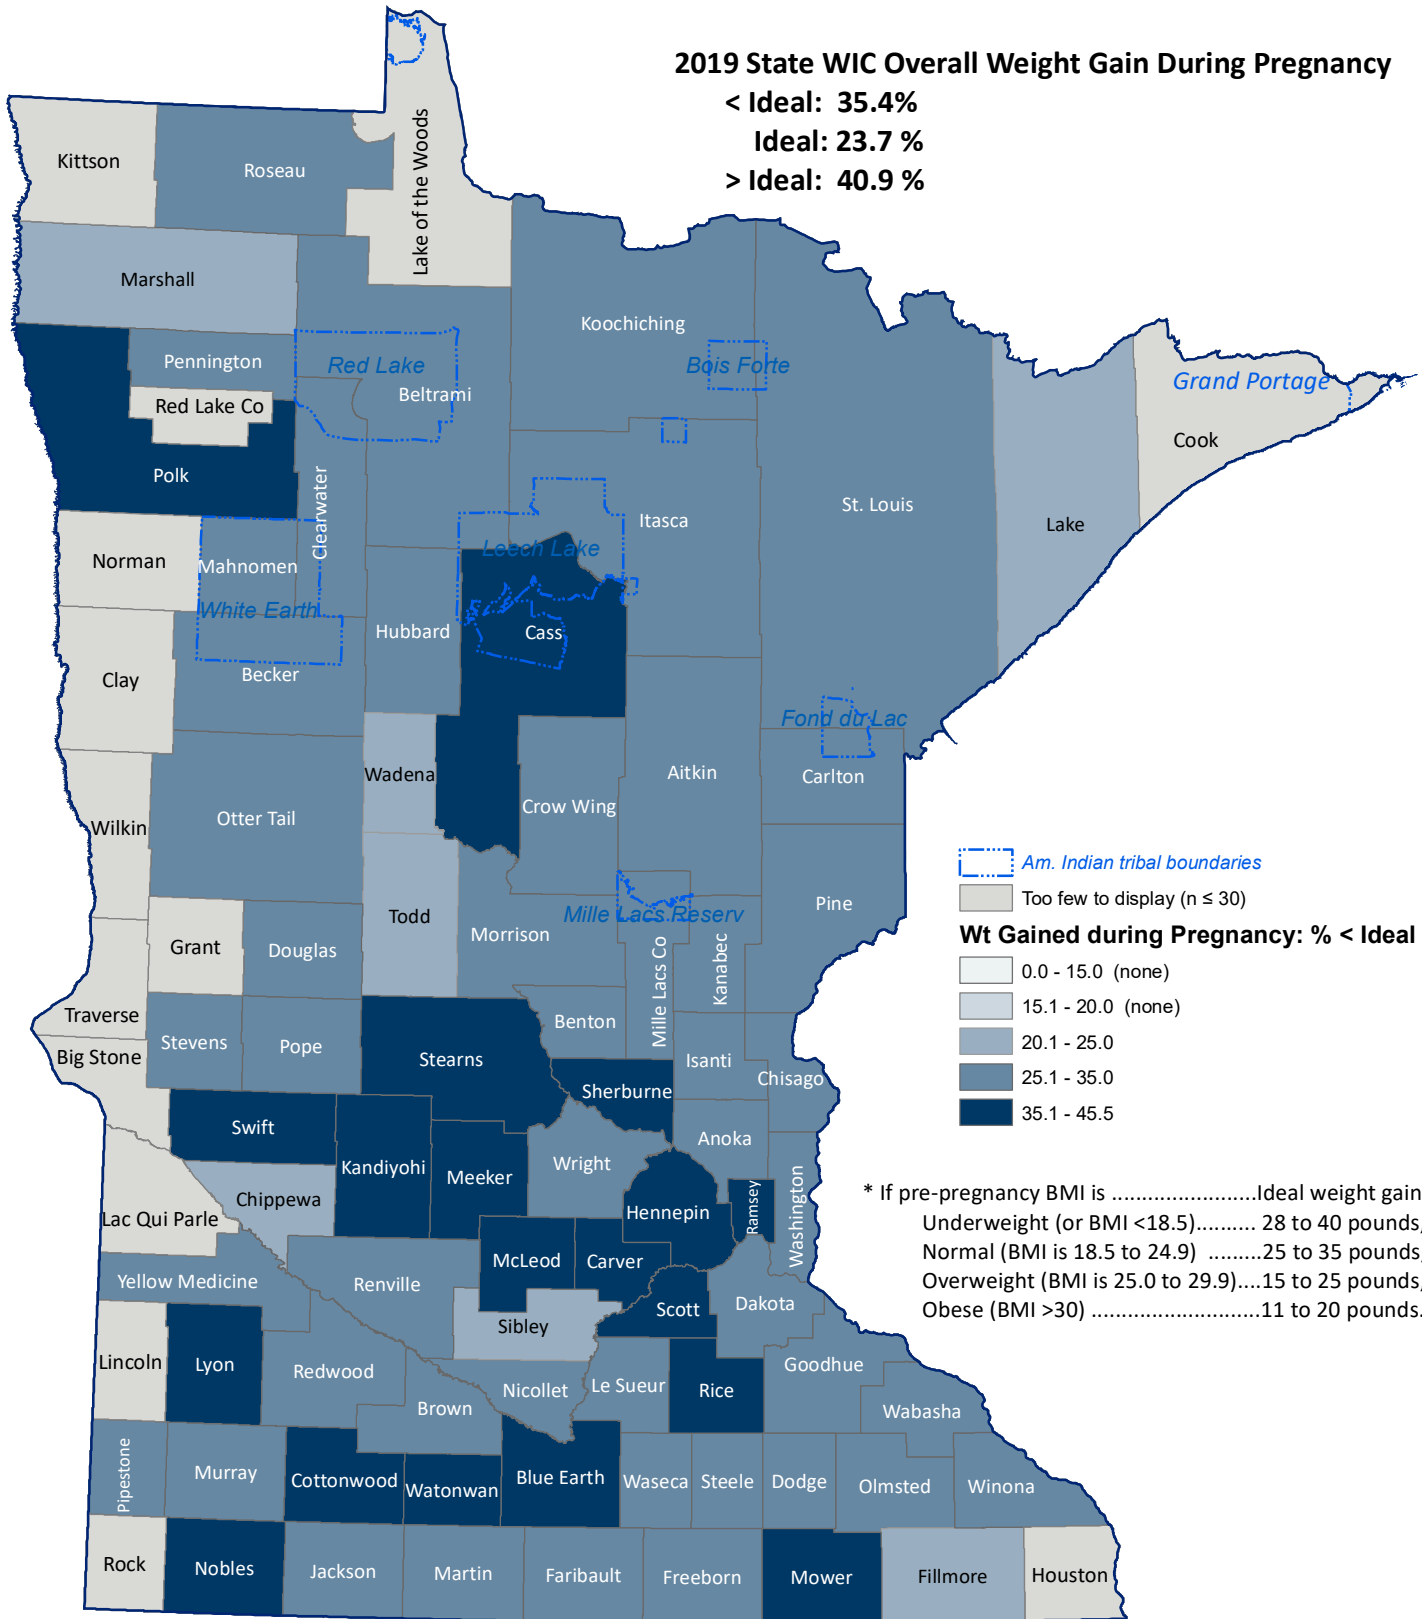 2019 State WIC Overall Weight Gain During Pregnancy
< Ideal: 35.4%
Ideal: 23.7 %
> Ideal: 40.9 %
Kittson
Roseau
Lake of the Woods
Marshall
Koochiching
Pennington
Red Lake
Bois Forte
Beltrami
Grand Portage
Red Lake Co
Cook
Polk
Clearwater
St. Louis
Itasca
Lake
Leech Lake
Norman
Mahnomen
White Earth
Hubbard
Cass
Clay
Becker
Fond du Lac
Wadena
Aitkin
Carlton
Crow Wing
Otter Tail
Wilkin
Am. Indian tribal boundaries
Too few to display (n ≤ 30)
Wt Gained during Pregnancy: % < Ideal
0.0 - 15.0 (none)
15.1 - 20.0 (none)
20.1 - 25.0
25.1 - 35.0
35.1 - 45.5
Pine
Todd
Mille Lacs Reserv
Morrison
Grant
Douglas
Mille Lacs Co
Kanabec
Traverse
Benton
Stevens
Pope
Big Stone
Stearns
Isanti
Chisago
Sherburne
Swift
Anoka
Kandiyohi
Meeker
Wright
Chippewa
Lac Qui Parle
Hennepin
Ramsey
Washington
* If pre-pregnancy BMI is ........................Ideal weight gain
Underweight (or BMI <18.5).......... 28 to 40 pounds,
Normal (BMI is 18.5 to 24.9) .........25 to 35 pounds,
Overweight (BMI is 25.0 to 29.9)....15 to 25 pounds,
Obese (BMI >30) ............................11 to 20 pounds.
McLeod
Carver
Yellow Medicine
Renville
Scott
Dakota
Sibley
Lincoln
Lyon
Redwood
Goodhue
Nicollet
Le Sueur
Rice
Brown
Wabasha
Pipestone
Murray
Cottonwood
Watonwan
Blue Earth
Waseca
Steele
Dodge
Olmsted
Winona
Rock
Nobles
Jackson
Martin
Faribault
Freeborn
Mower
Fillmore
Houston